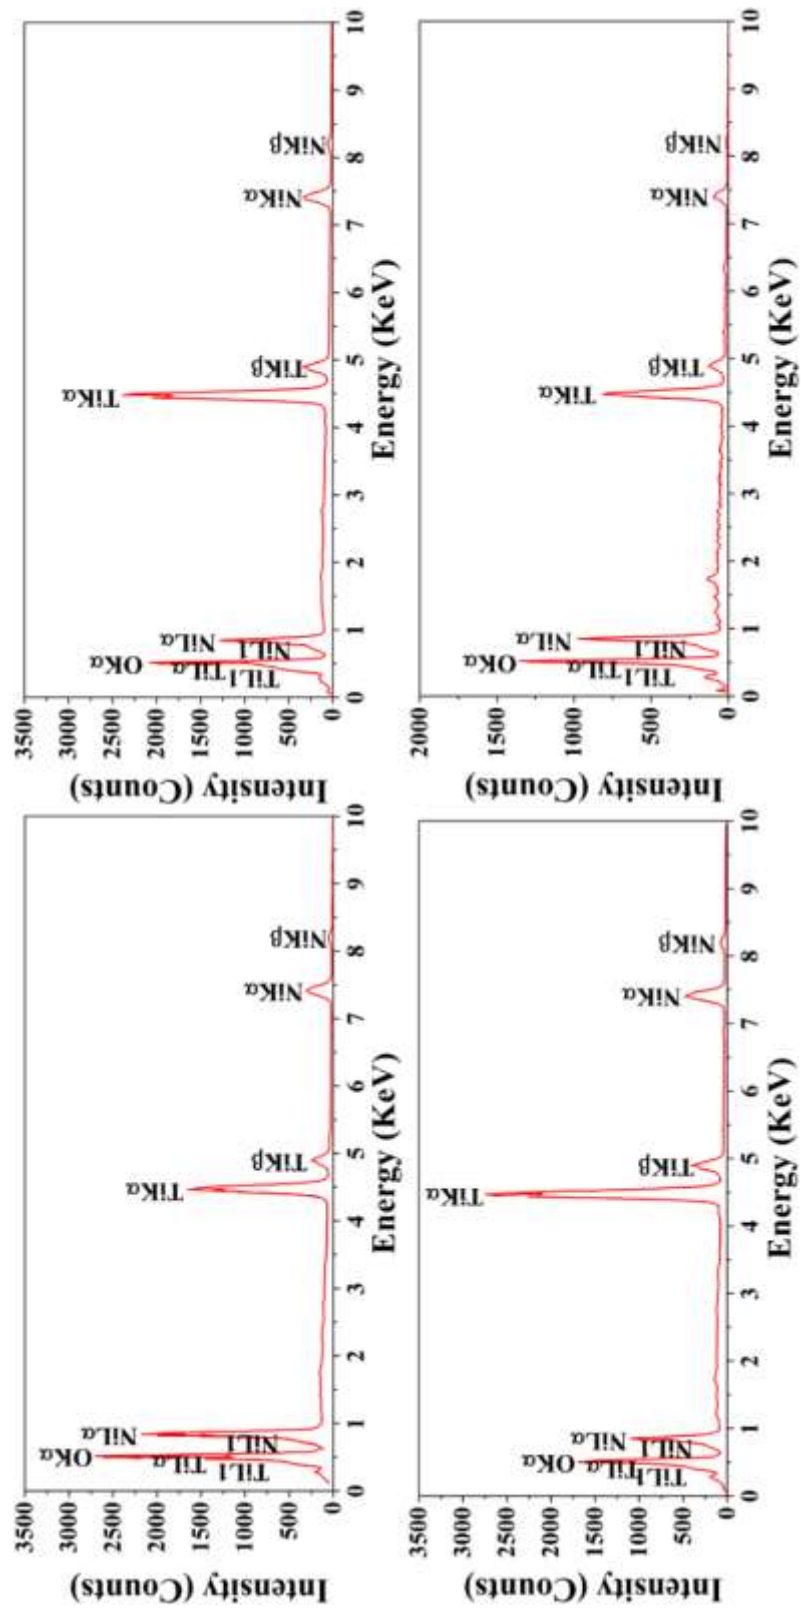 Intensity (Counts)
3500
3000
2500
2000
1500
1000
500
0
OKα
NiLα
TiLα
NiL1
TiL1
TiKα
TiKβ
NiKα
NiKβ
0 1 2 3 4 5 6 7 8 9 10
Energy (KeV)
Intensity (Counts)
3500
3000
2500
2000
1500
1000
500
0
OKα
NiLα
TiLα
NiL1
TiL1
TiKα
TiKβ
NiKα
NiKβ
0 1 2 3 4 5 6 7 8 9 10
Energy (KeV)
Intensity (Counts)
3500
3000
2500
2000
1500
1000
500
0
OKα
NiLα
TiLα
NiL1
TiL1
TiKα
TiKβ
NiKα
NiKβ
0 1 2 3 4 5 6 7 8 9 10
Energy (KeV)
Intensity (Counts)
2000
1500
1000
500
0
OKα
NiLα
TiLα
NiL1
TiL1
TiKα
TiKβ
NiKα
NiKβ
0 1 2 3 4 5 6 7 8 9 10
Energy (KeV)